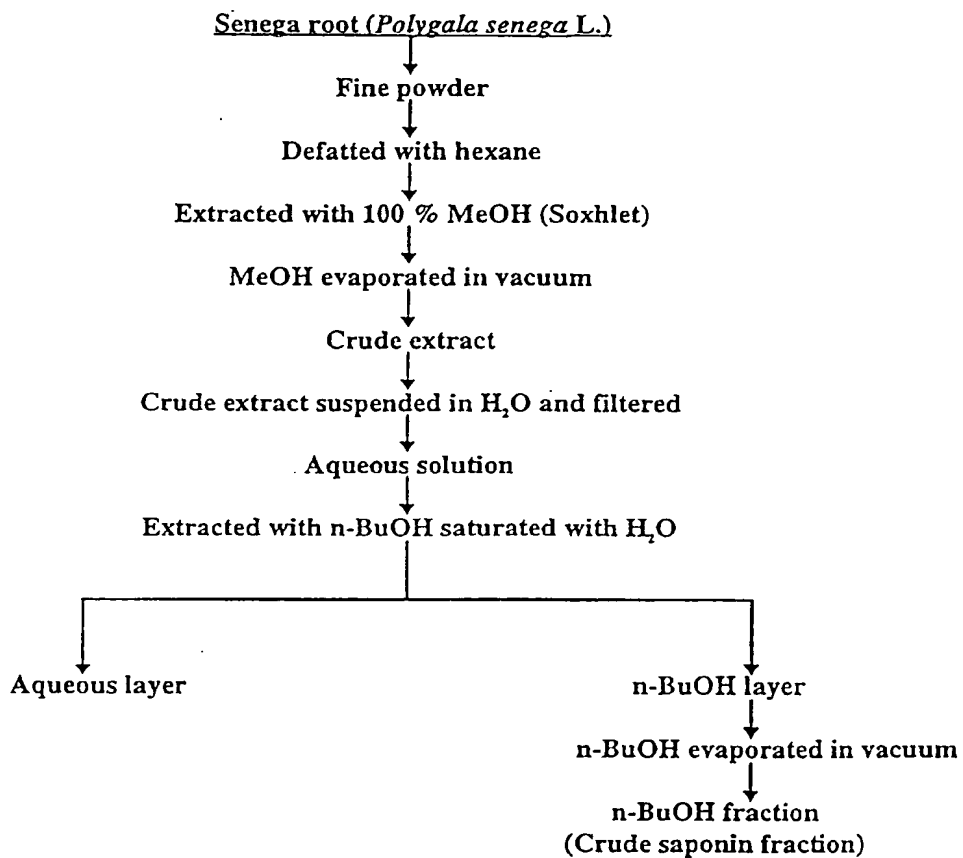 Senega root (Polygala senega L.)
Fine powder
Defatted with hexane
Extracted with 100 % MeOH (Soxhlet)
MeOH evaporated in vacuum
Crude extract
Crude extract suspended in H₂O and filtered
Aqueous solution
Extracted with n-BuOH saturated with H₂O
Aqueous layer
n-BuOH layer
n-BuOH evaporated in vacuum
n-BuOH fraction
(Crude saponin fraction)